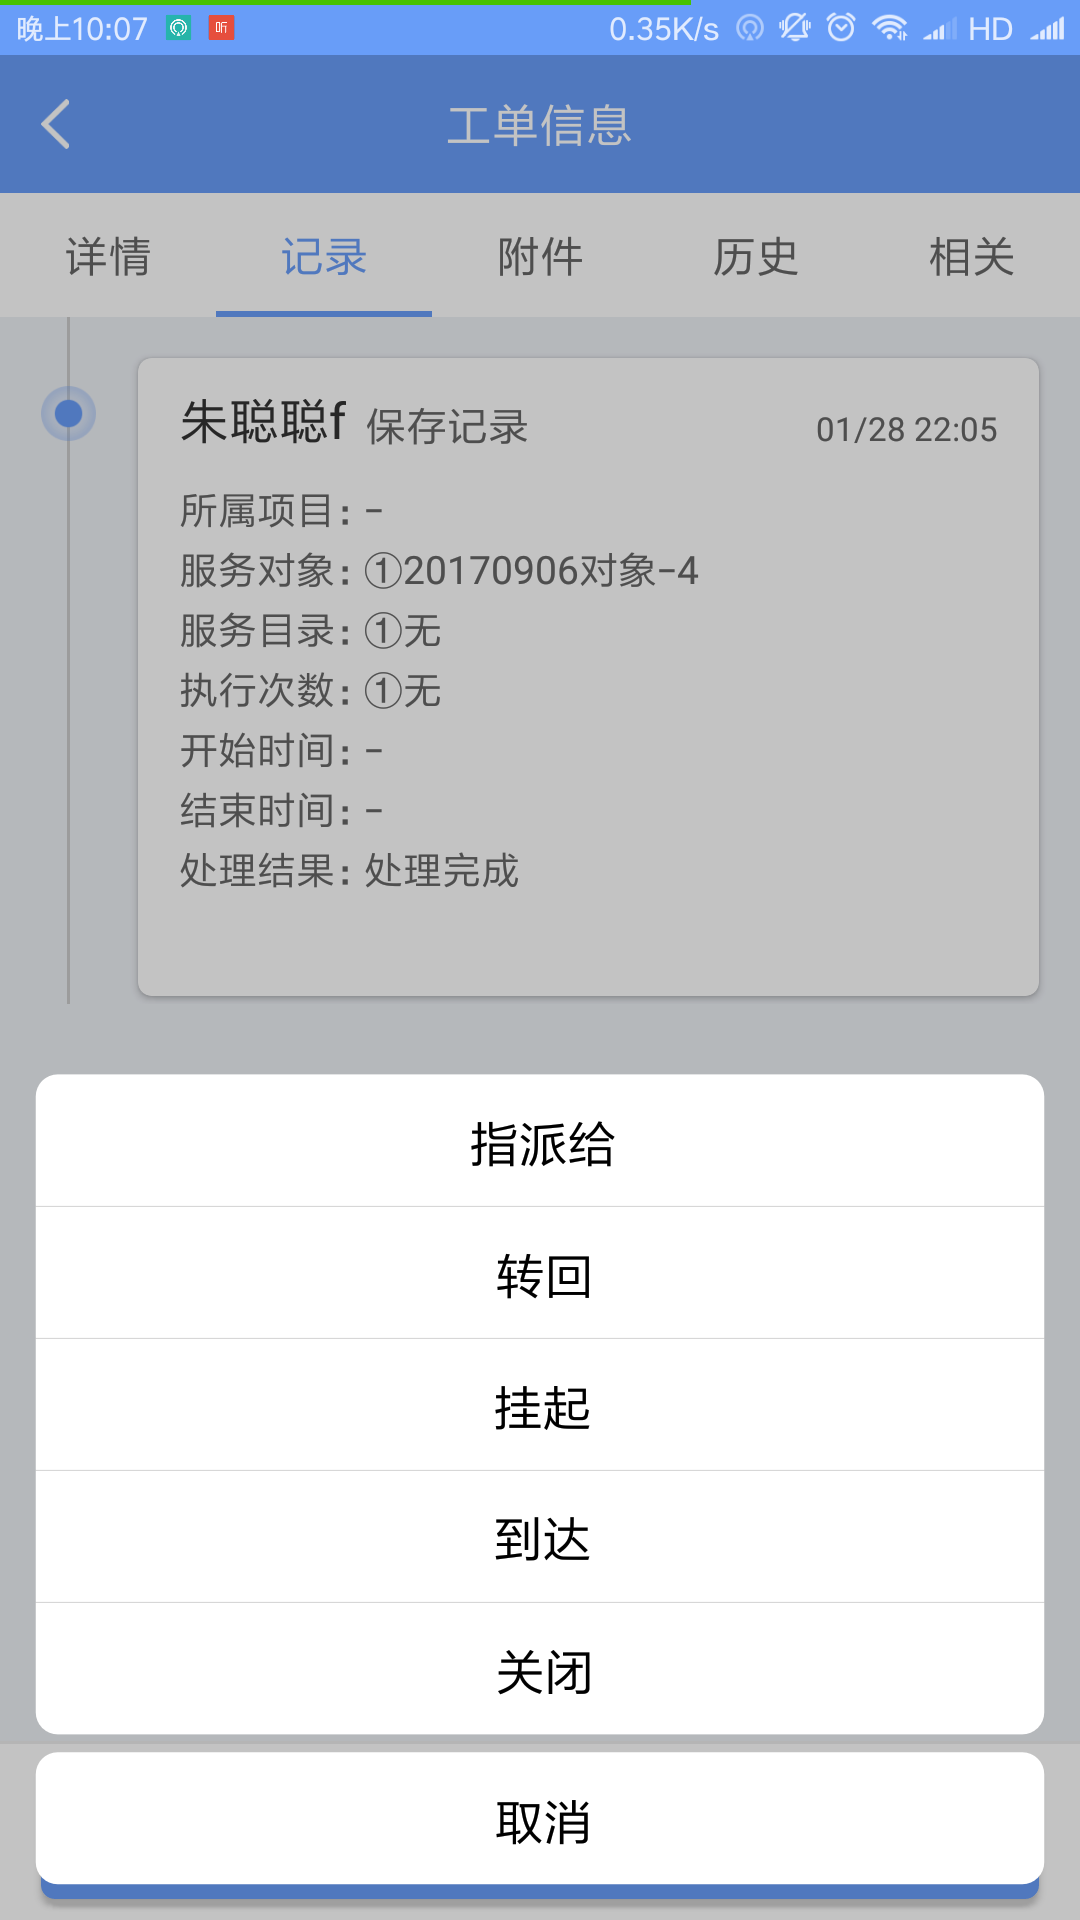 晚上10:07 听 0.35K/s HD
工单信息
详情 记录 附件 历史 相关
朱聪聪f 保存记录 01/28 22:05
所属项目: -
服务对象: ①20170906对象-4
服务目录: ①无
执行次数: ①无
开始时间: -
结束时间: -
处理结果: 处理完成
指派给
转回
挂起
到达
关闭
取消